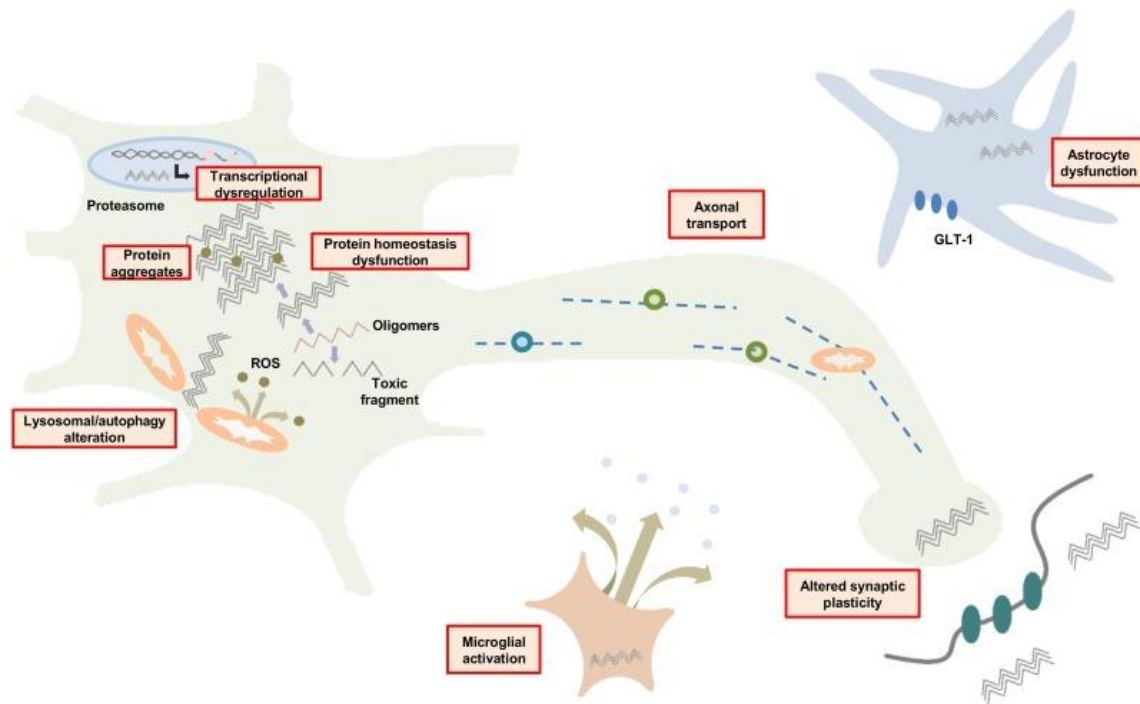 Transcriptional
dysregulation
Proteasome
Protein
aggregates
Protein homeostasis
dysfunction
Oligomers
ROS
Toxic
fragment
Lysosomal/autophagy
alteration
Axonal
transport
Astrocyte
dysfunction
GLT-1
Microglial
activation
Altered synaptic
plasticity